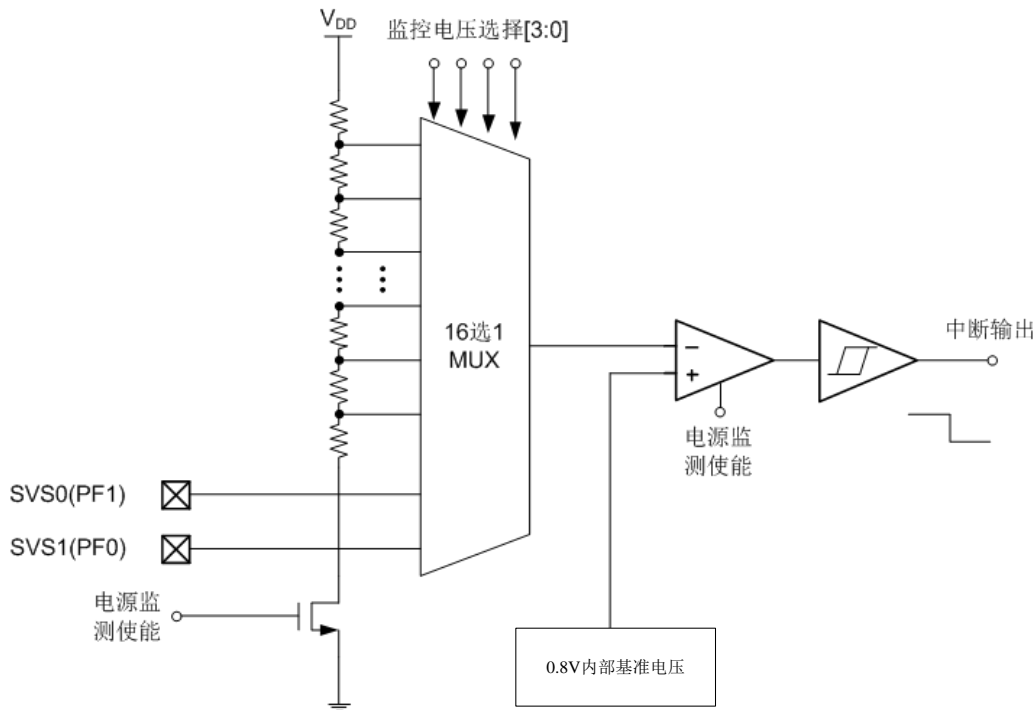 VDD
监控电压选择[3:0]
16选1
MUX
−
+
中断输出
电源监
测使能
SVS0(PF1)
SVS1(PF0)
电源监
测使能
0.8V内部基准电压